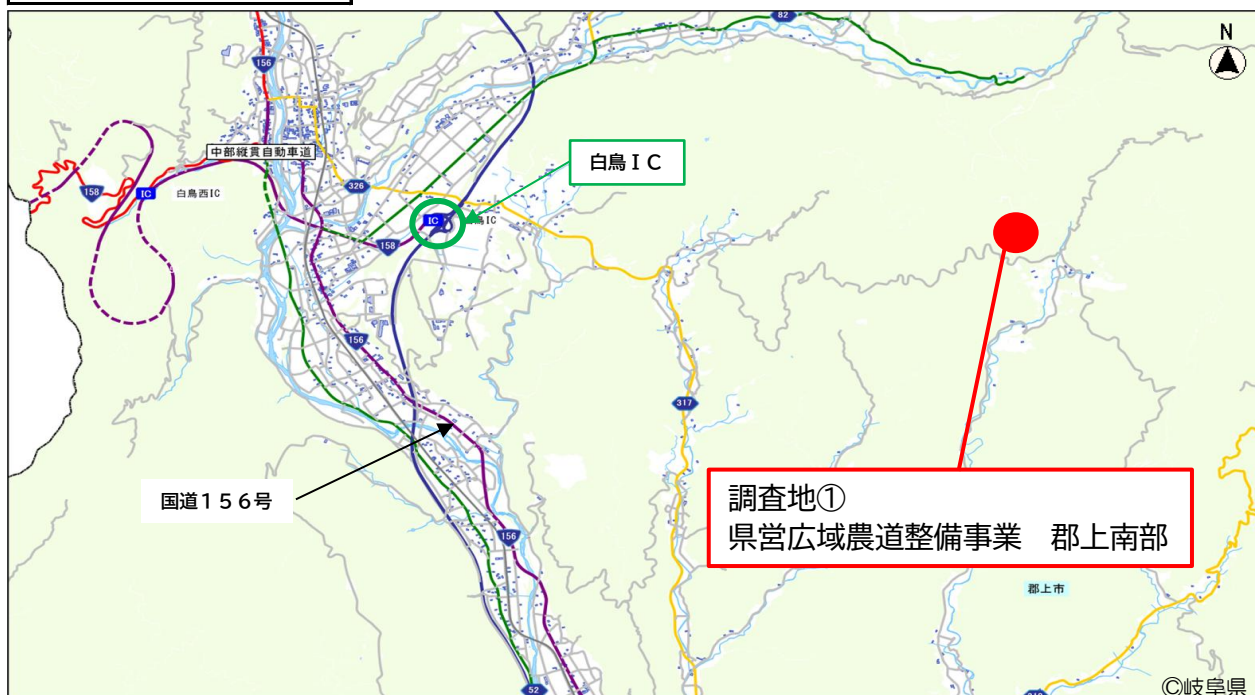 82
N
156
中部縦貫自動車道
白鳥IC
158
IC
白鳥西IC
326
IC
鳥IC
158
156
317
国道156号
調査地①
県営広域農道整備事業　郡上南部
156
郡上市
52
©岐阜県